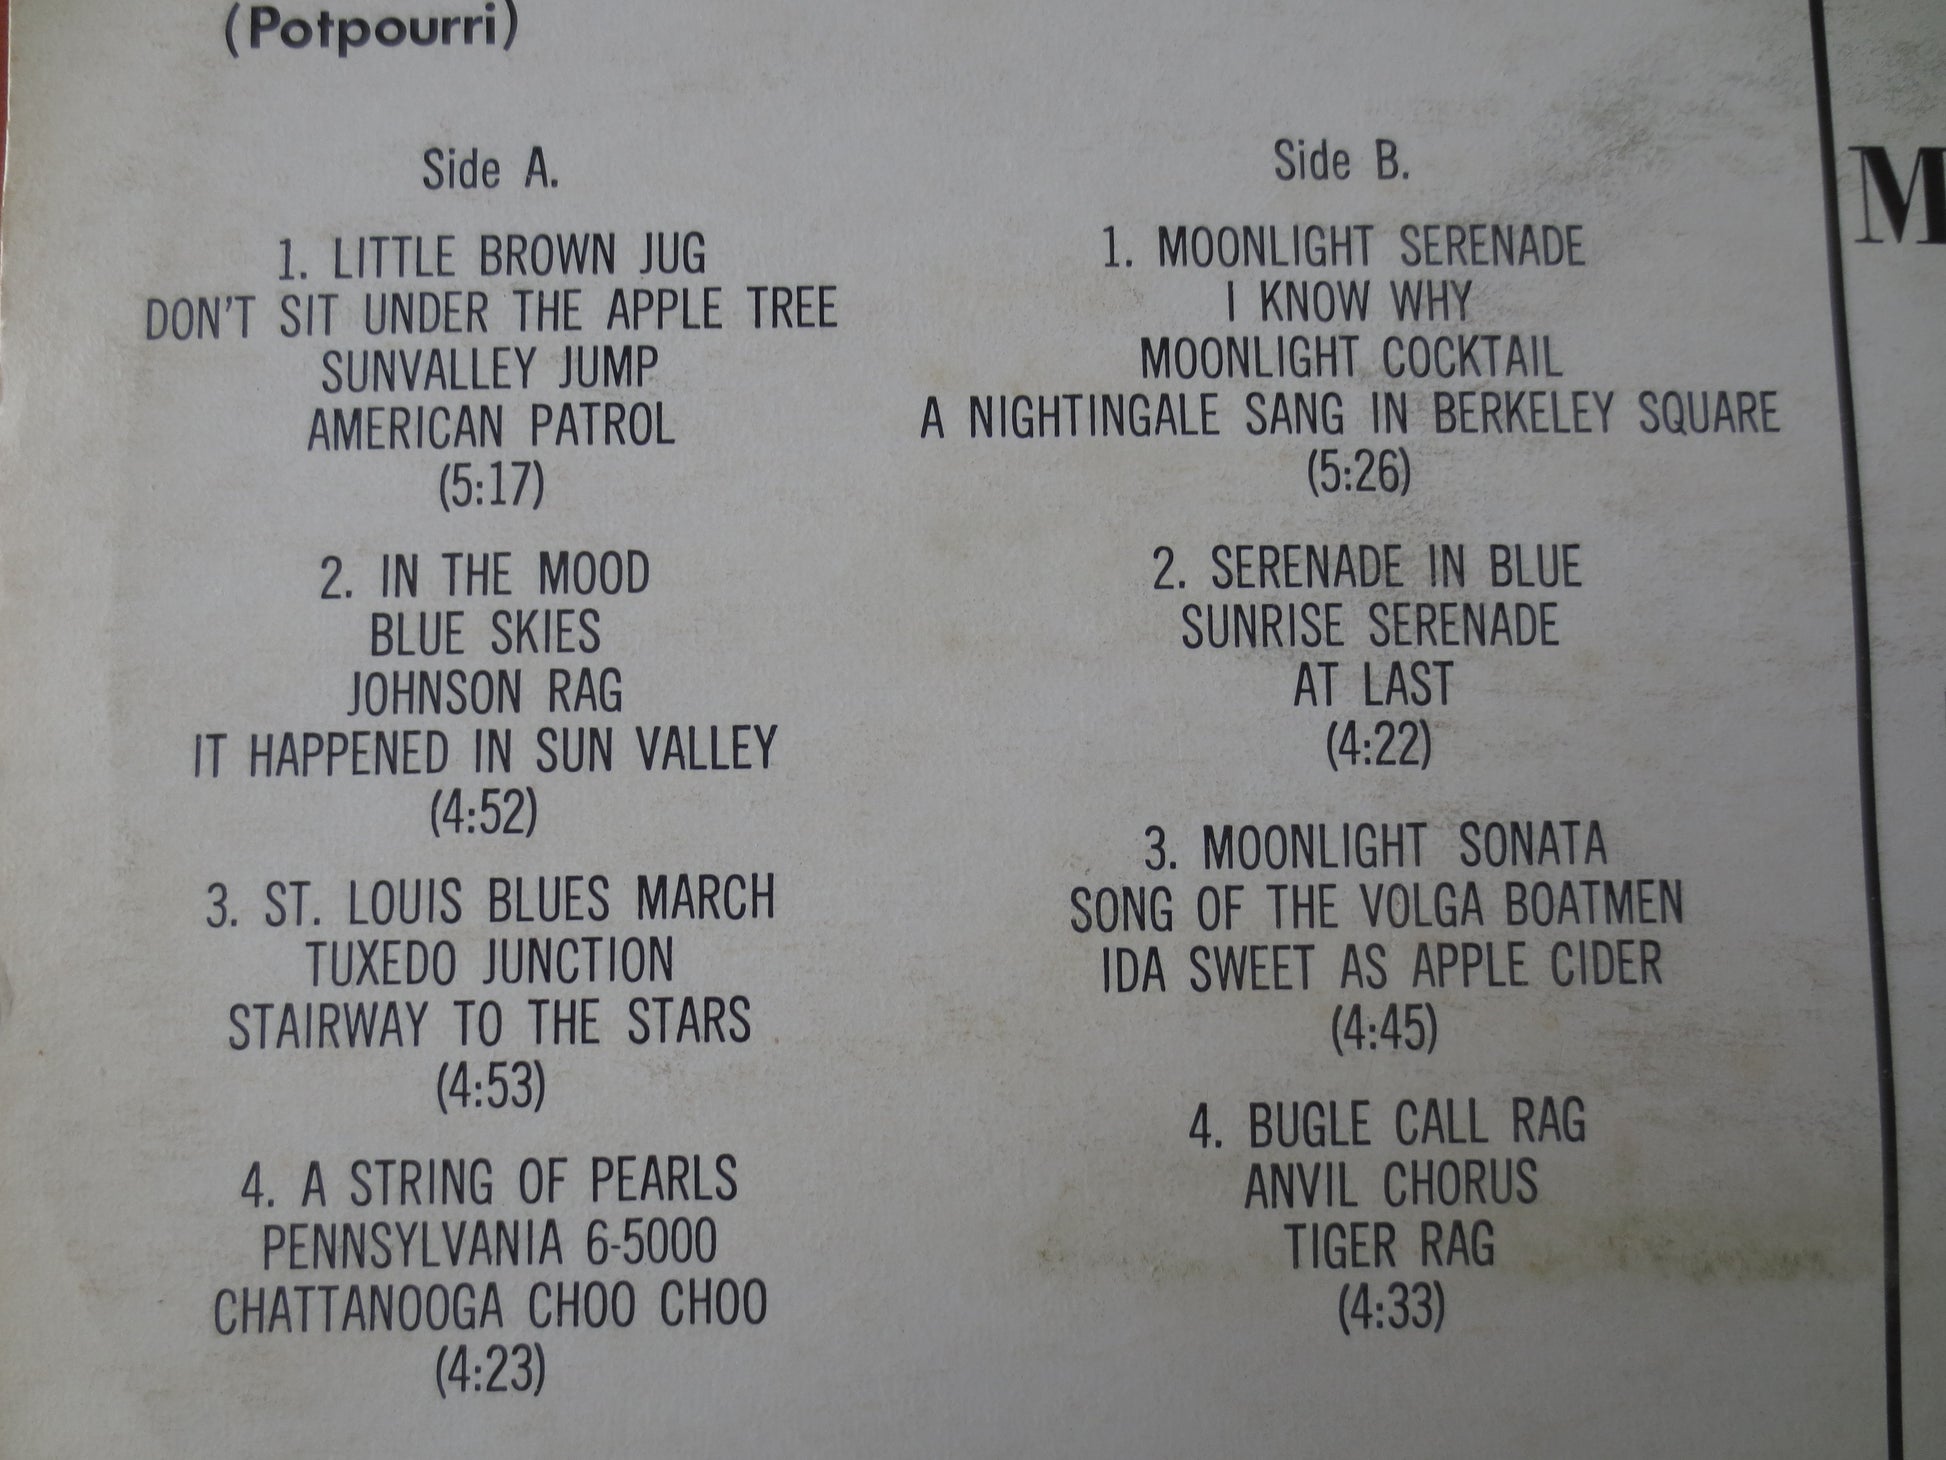 (Potpourri)
Side A.
1. LITTLE BROWN JUG
DON'T SIT UNDER THE APPLE TREE
SUNVALLEY JUMP
AMERICAN PATROL
(5:17)
2. IN THE MOOD
BLUE SKIES
JOHNSON RAG
IT HAPPENED IN SUN VALLEY
(4:52)
3. ST. LOUIS BLUES MARCH
TUXEDO JUNCTION
STAIRWAY TO THE STARS
(4:53)
4. A STRING OF PEARLS
PENNSYLVANIA 6-5000
CHATTANOOGA CHOO CHOO
(4:23)
Side B.
1. MOONLIGHT SERENADE
I KNOW WHY
MOONLIGHT COCKTAIL
A NIGHTINGALE SANG IN BERKELEY SQUARE
(5:26)
2. SERENADE IN BLUE
SUNRISE SERENADE
AT LAST
(4:22)
3. MOONLIGHT SONATA
SONG OF THE VOLGA BOATMEN
IDA SWEET AS APPLE CIDER
(4:45)
4. BUGLE CALL RAG
ANVIL CHORUS
TIGER RAG
(4:33)